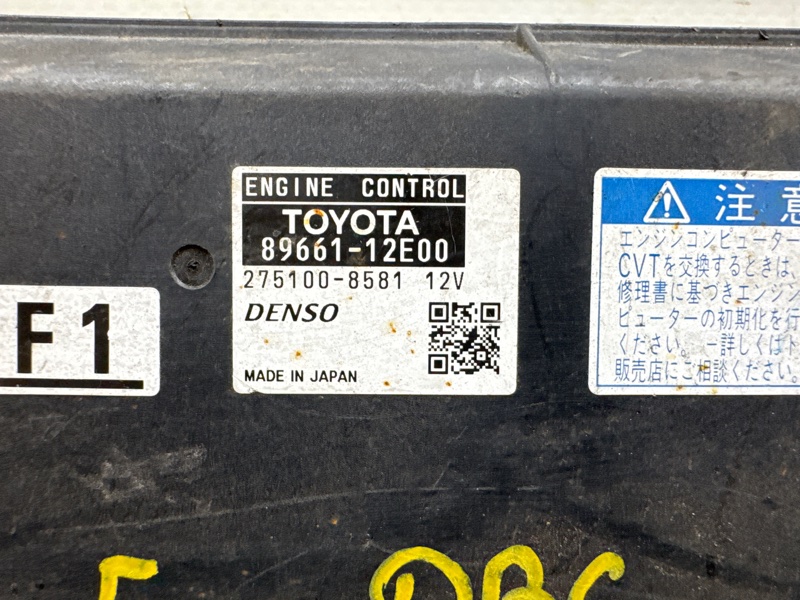 ENGINE CONTROL
TOYOTA
89661-12E00
275100-8581 12V
DENSO
MADE IN JAPAN
F1
注意
エンジンコンピューター
CVTを交換するときは、
修理書に基づきエンジン
ピューターの初期化を行
ください。 ー詳しくはト
販売店にご相談ください。
5 DBC